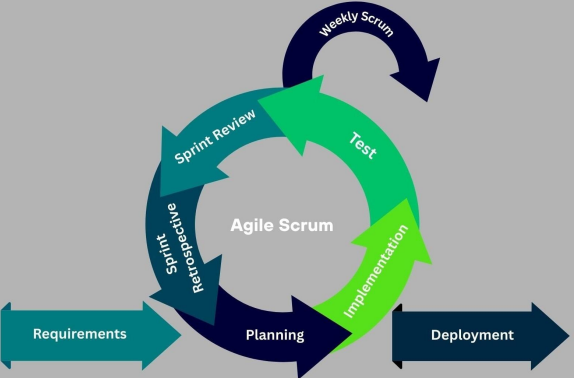 Weekly Scrum
Sprint Review
Test
Agile Scrum
Sprint
Retrospective
Implementation
Requirements
Planning
Deployment